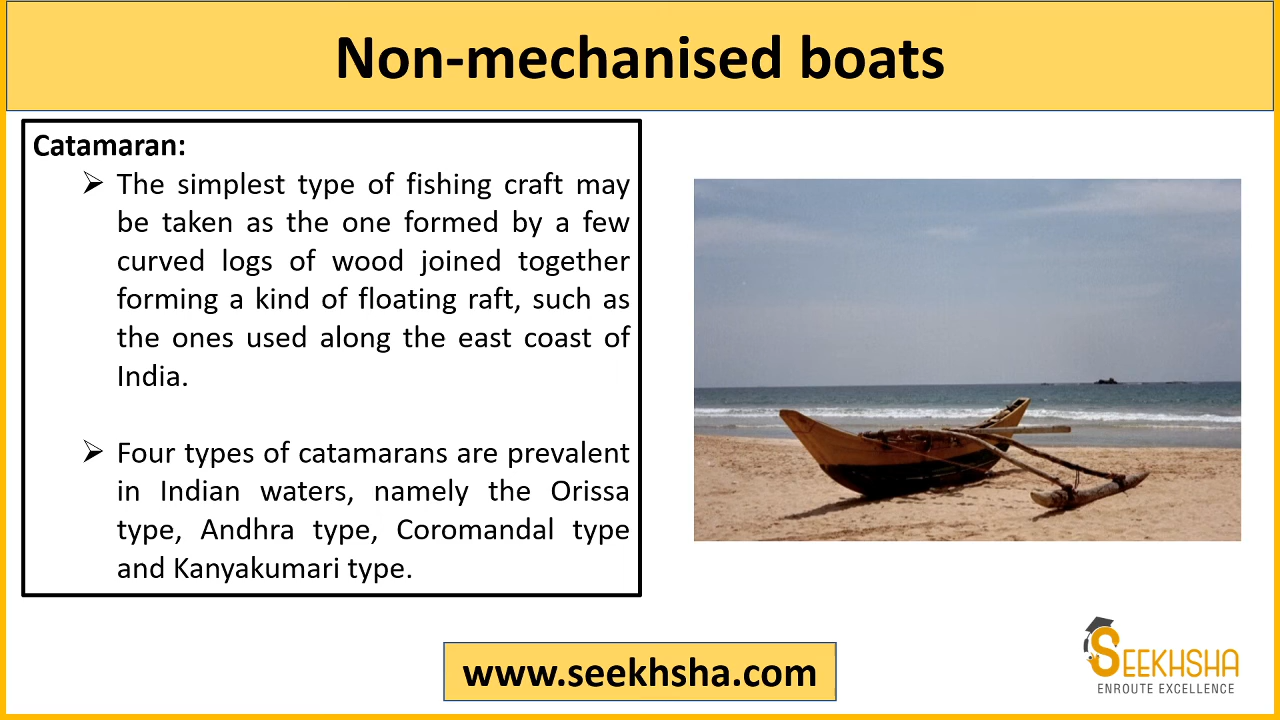 Non-mechanised boats
Catamaran:
➢ The simplest type of fishing craft may
be taken as the one formed by a few
curved logs of wood joined together
forming a kind of floating raft, such as
the ones used along the east coast of
India.
➢ Four types of catamarans are prevalent
in Indian waters, namely the Orissa
type, Andhra type, Coromandal type
and Kanyakumari type.
www.seekhsha.com
SEEKHSHA
ENROUTE EXCELLENCE